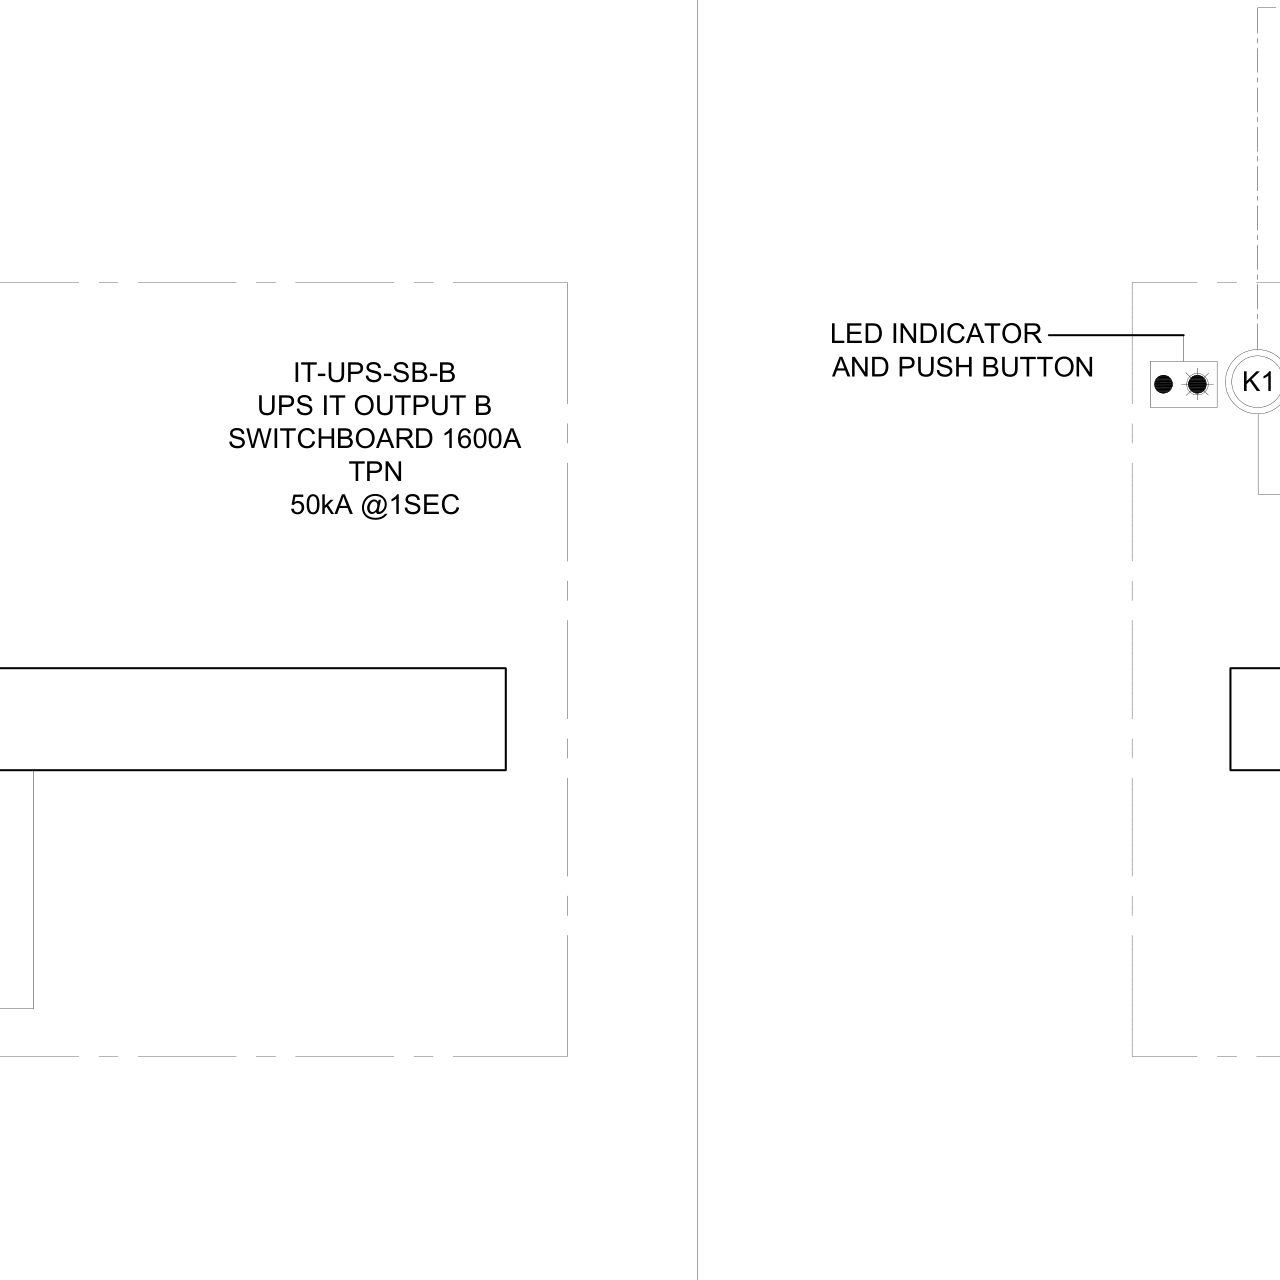 IT-UPS-SB-B
UPS IT OUTPUT B
SWITCHBOARD 1600A
TPN
50kA @1SEC
LED INDICATOR
AND PUSH BUTTON
K1